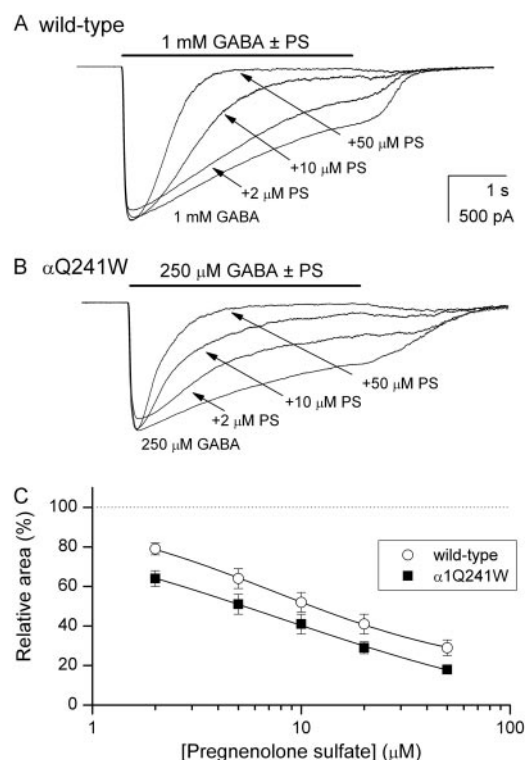 A wild-type
1 mM GABA ± PS
+50 μM PS
+10 μM PS
+2 μM PS
1 mM GABA
1 s
500 pA
B αQ241W
250 μM GABA ± PS
+50 μM PS
+10 μM PS
+2 μM PS
250 μM GABA
C
100
80
60
40
20
0
Relative area (%)
wild-type
α1Q241W
1
10
100
[Pregnenolone sulfate] (μM)